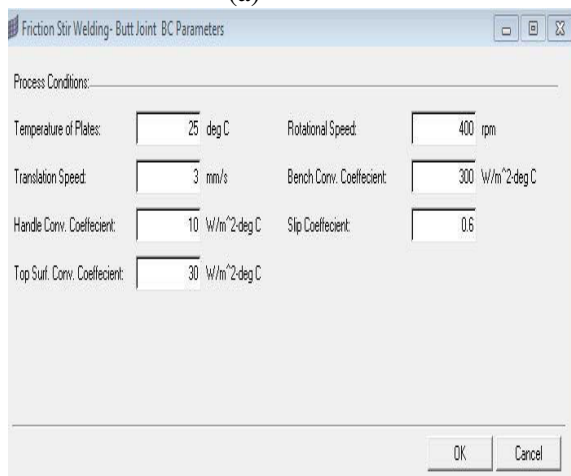 Friction Stir Welding- Butt Joint BC Parameters
Process Conditions:
Temperature of Plates: 25 deg C Rotational Speed: 400 rpm
Translation Speed: 3 mm/s Bench Conv. Coeffecient: 300 W/m^2-deg C
Handle Conv. Coeffecient: 10 W/m^2-deg C Slip Coeffecient: 0.6
Top Surf. Conv. Coeffecient: 30 W/m^2-deg C
OK Cancel